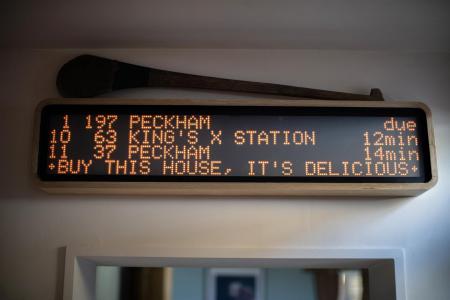 1 197 PECKHAM due
10 63 KING'S X STATION 12min
11 37 PECKHAM 14min
+BUY THIS HOUSE, IT'S DELICIOUS+